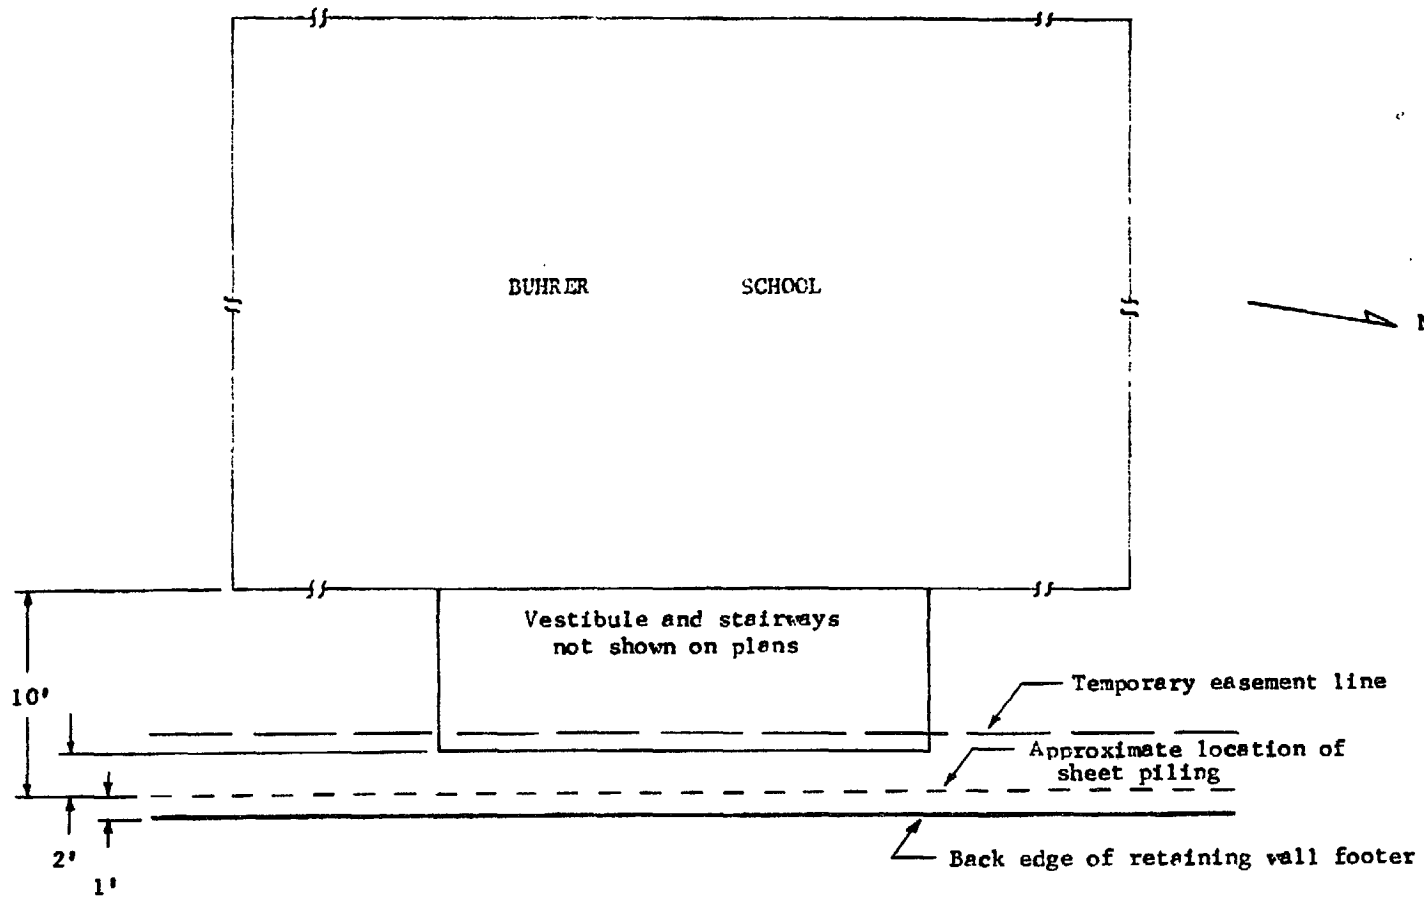 BUHRER SCHOOL
Vestibule and stairways
not shown on plans
10'
Temporary easement line
Approximate location of
sheet piling
2'
1'
Back edge of retaining wall footer